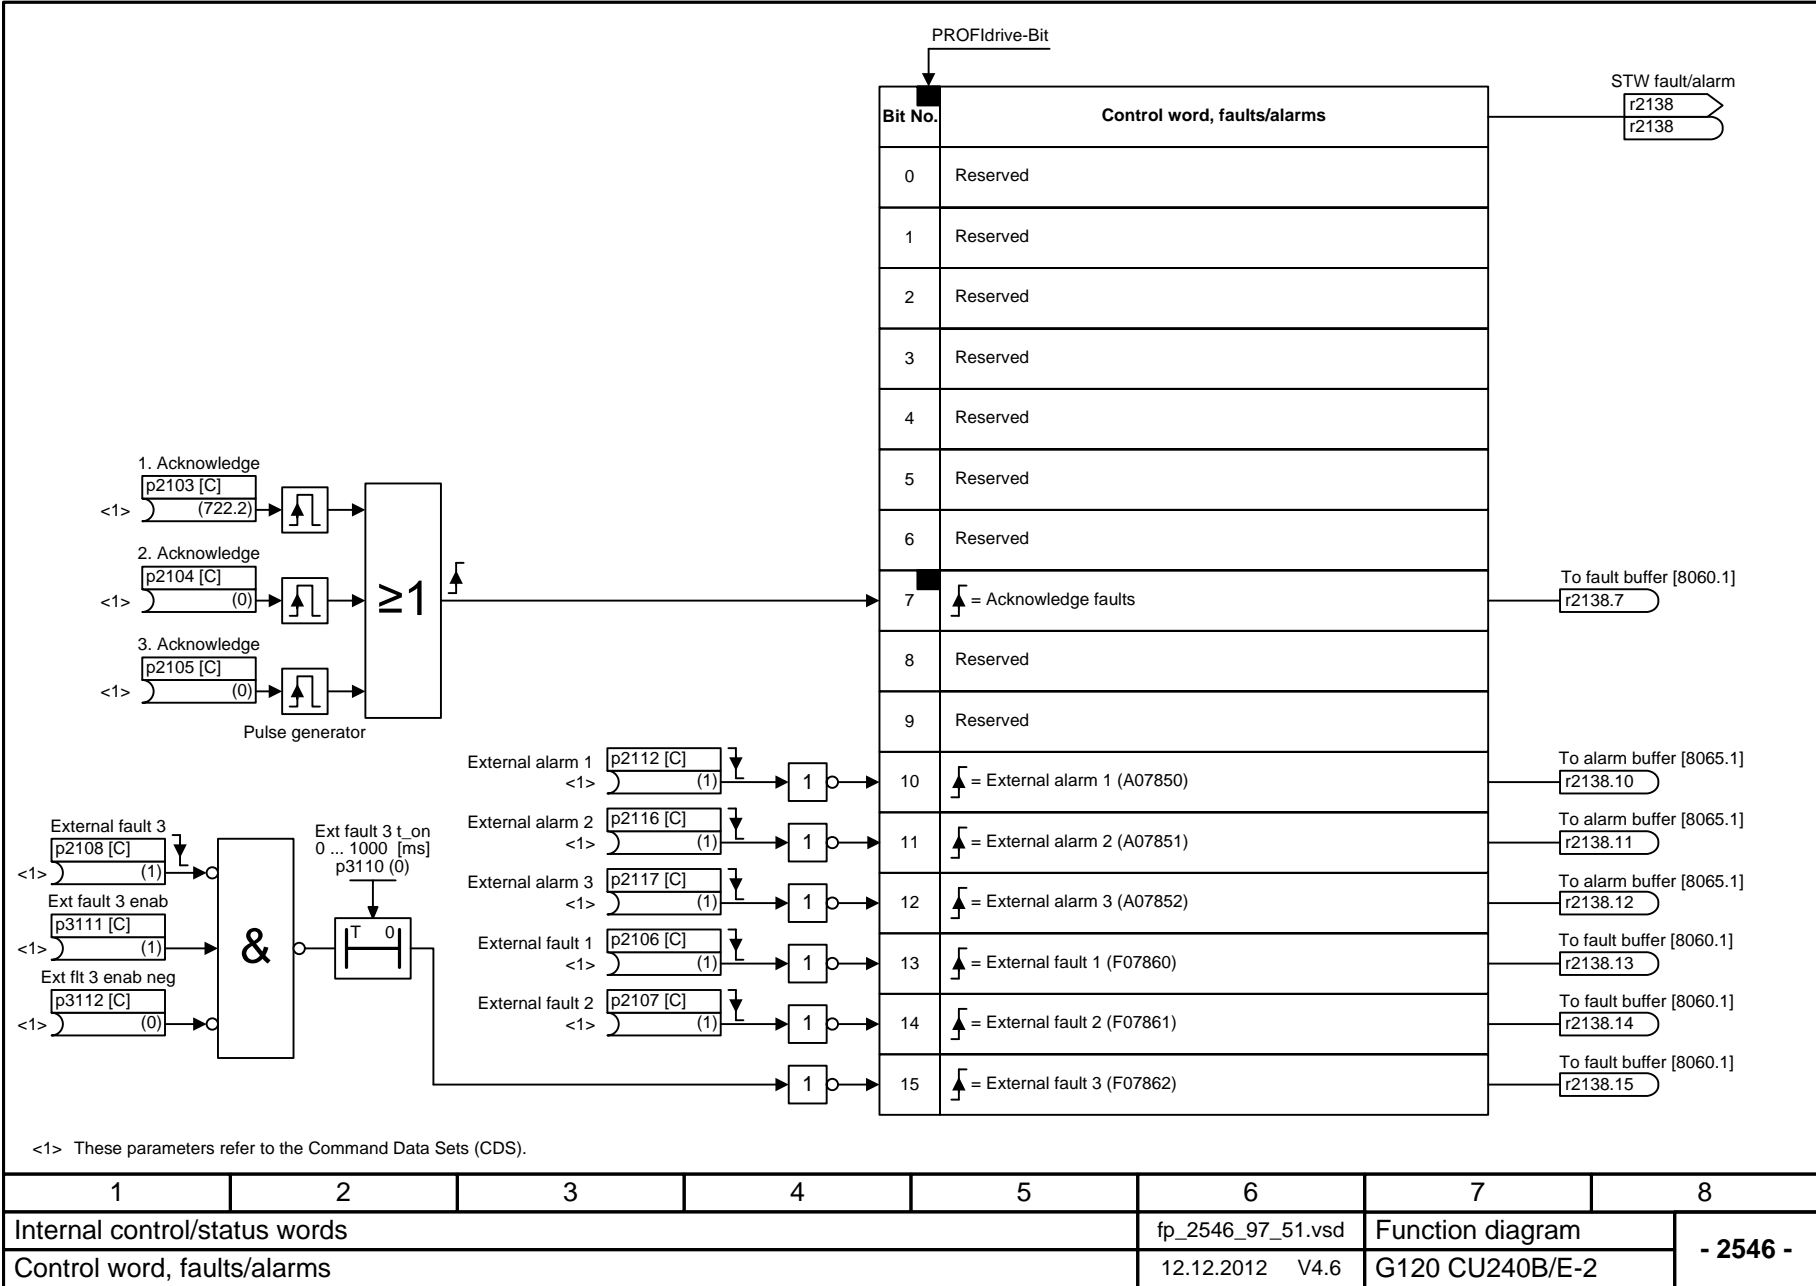 PROFIdrive-Bit
STW fault/alarm
r2138
r2138
Bit No.
Control word, faults/alarms
0 Reserved
1 Reserved
2 Reserved
3 Reserved
4 Reserved
5 Reserved
6 Reserved
7 = Acknowledge faults
To fault buffer [8060.1]
r2138.7
8 Reserved
9 Reserved
1. Acknowledge
p2103 [C]
<1> (722.2)
2. Acknowledge
p2104 [C]
<1> (0)
3. Acknowledge
p2105 [C]
<1> (0)
≥1
Pulse generator
External alarm 1 p2112 [C]
<1> (1) 1
10 = External alarm 1 (A07850)
To alarm buffer [8065.1]
r2138.10
External alarm 2 p2116 [C]
<1> (1) 1
11 = External alarm 2 (A07851)
To alarm buffer [8065.1]
r2138.11
External alarm 3 p2117 [C]
<1> (1) 1
12 = External alarm 3 (A07852)
To alarm buffer [8065.1]
r2138.12
External fault 1 p2106 [C]
<1> (1) 1
13 = External fault 1 (F07860)
To fault buffer [8060.1]
r2138.13
External fault 2 p2107 [C]
<1> (1) 1
14 = External fault 2 (F07861)
To fault buffer [8060.1]
r2138.14
1
15 = External fault 3 (F07862)
To fault buffer [8060.1]
r2138.15
External fault 3
p2108 [C]
<1> (1)
Ext fault 3 enab
p3111 [C]
<1> (1)
Ext flt 3 enab neg
p3112 [C]
<1> (0)
&
Ext fault 3 t_on
0 ... 1000 [ms]
p3110 (0)
T 0
<1> These parameters refer to the Command Data Sets (CDS).
1 2 3 4 5 6 7 8
Internal control/status words
fp_2546_97_51.vsd
Function diagram
- 2546 -
Control word, faults/alarms
12.12.2012 V4.6
G120 CU240B/E-2